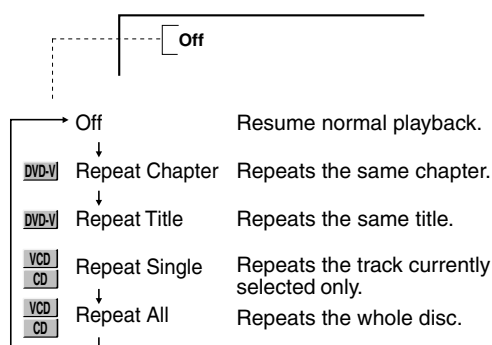 Off
Off Resume normal playback.
DVD-V Repeat Chapter Repeats the same chapter.
DVD-V Repeat Title Repeats the same title.
VCD
CD
Repeat Single Repeats the track currently
selected only.
VCD
CD
Repeat All Repeats the whole disc.